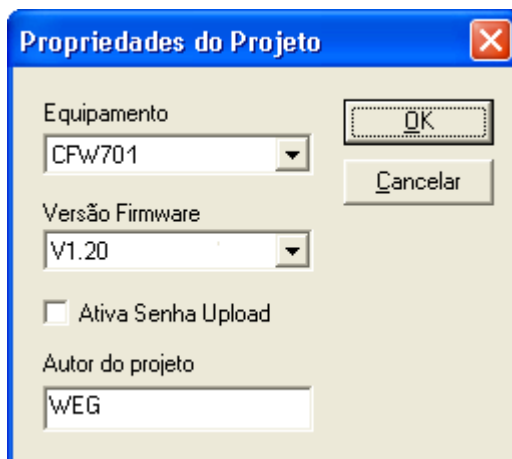 Propriedades do Projeto
Equipamento
CFW701
OK
Cancelar
Versão Firmware
V1.20
Ativa Senha Upload
Autor do projeto
WEG